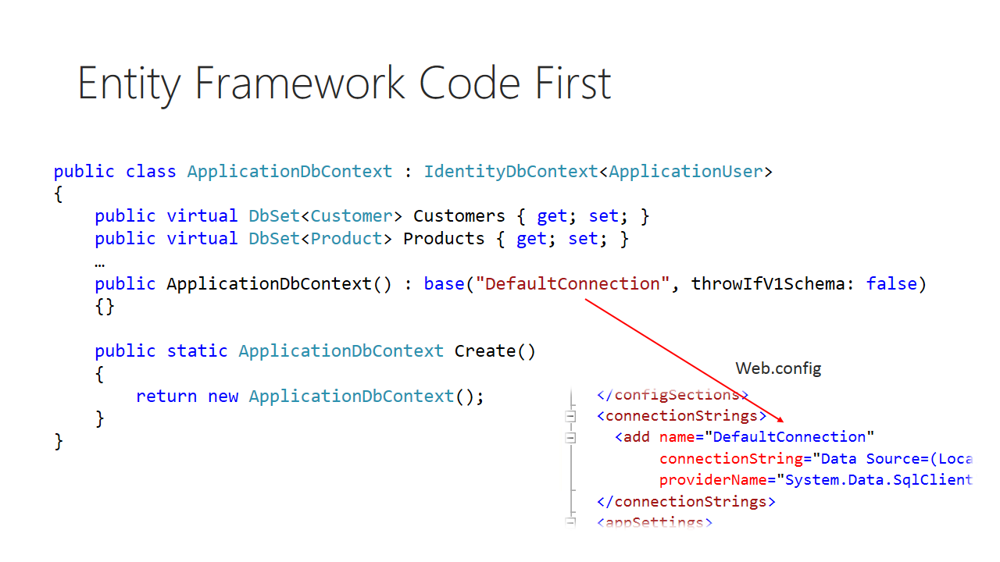 Entity Framework Code First
public class ApplicationDbContext : IdentityDbContext<ApplicationUser>
{
    public virtual DbSet<Customer> Customers { get; set; }
    public virtual DbSet<Product> Products { get; set; }
    …
    public ApplicationDbContext() : base("DefaultConnection", throwIfV1Schema: false)
    {}
    public static ApplicationDbContext Create()
    {
        return new ApplicationDbContext();
    }
}
Web.config
</configSections>
<connectionStrings>
  <add name="DefaultConnection"
       connectionString="Data Source=(Loca
       providerName="System.Data.SqlClient
</connectionStrings>
<appSettings>